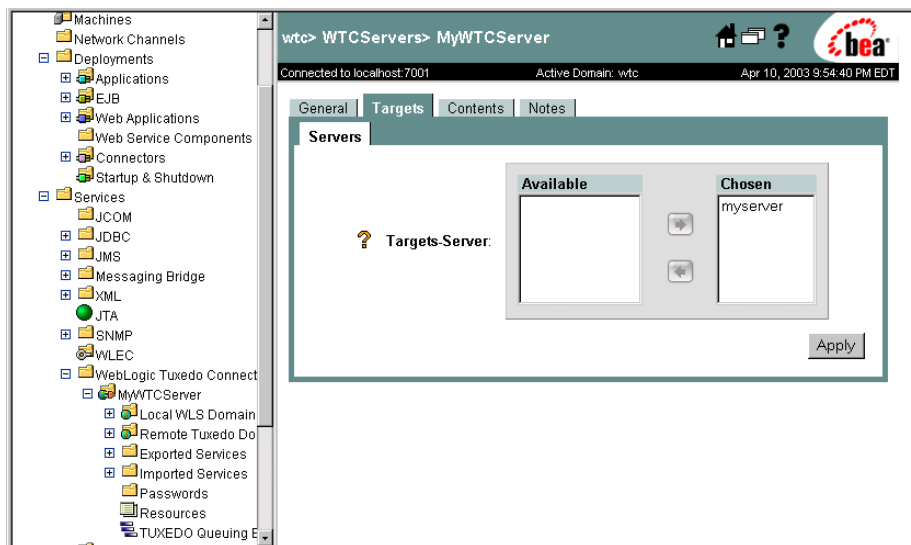 Machines
Network Channels
Deployments
Applications
EJB
Web Applications
Web Service Components
Connectors
Startup & Shutdown
Services
JCOM
JDBC
JMS
Messaging Bridge
XML
JTA
SNMP
WLEC
WebLogic Tuxedo Connect
MyWTCServer
Local WLS Domain
Remote Tuxedo Do
Exported Services
Imported Services
Passwords
Resources
TUXEDO Queuing E
wtc> WTCServers> MyWTCServer
?
bea
Connected to localhost:7001 Active Domain: wtc Apr 10, 2003 9:54:40 PM EDT
General Targets Contents Notes
Servers
Available Chosen
myserver
? Targets-Server:
Apply